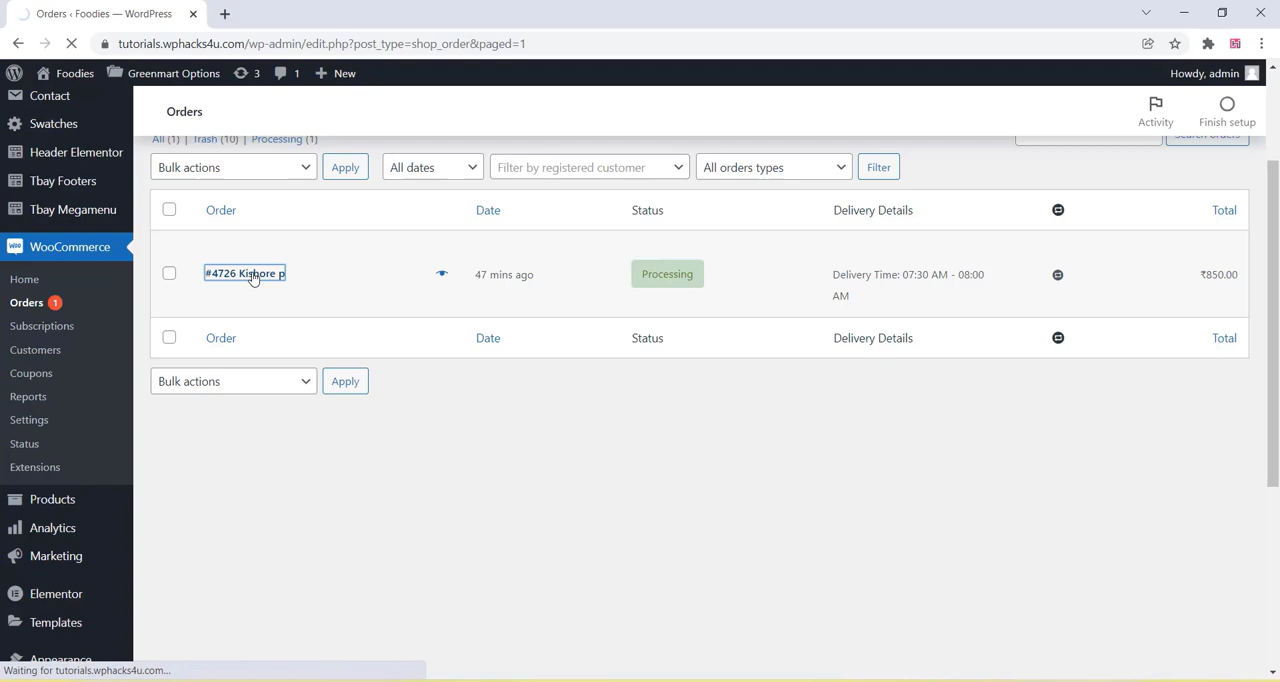 Orders ‹ Foodies — WordPress
tutorials.wphacks4u.com/wp-admin/edit.php?post_type=shop_order&paged=1
Foodies
Greenmart Options
3
1
New
Howdy, admin
Contact
Swatches
Header Elementor
Tbay Footers
Tbay Megamenu
WooCommerce
Home
Orders 1
Subscriptions
Customers
Coupons
Reports
Settings
Status
Extensions
Products
Analytics
Marketing
Elementor
Templates
Appearance
Orders
Activity
Finish setup
All (1) | Trash (10) | Processing (1)
Search orders
Bulk actions
Apply
All dates
Filter by registered customer
All orders types
Filter
Order
Date
Status
Delivery Details
Total
#4726 Kishore p
47 mins ago
Processing
Delivery Time: 07:30 AM - 08:00
AM
₹850.00
Order
Date
Status
Delivery Details
Total
Bulk actions
Apply
Waiting for tutorials.wphacks4u.com...